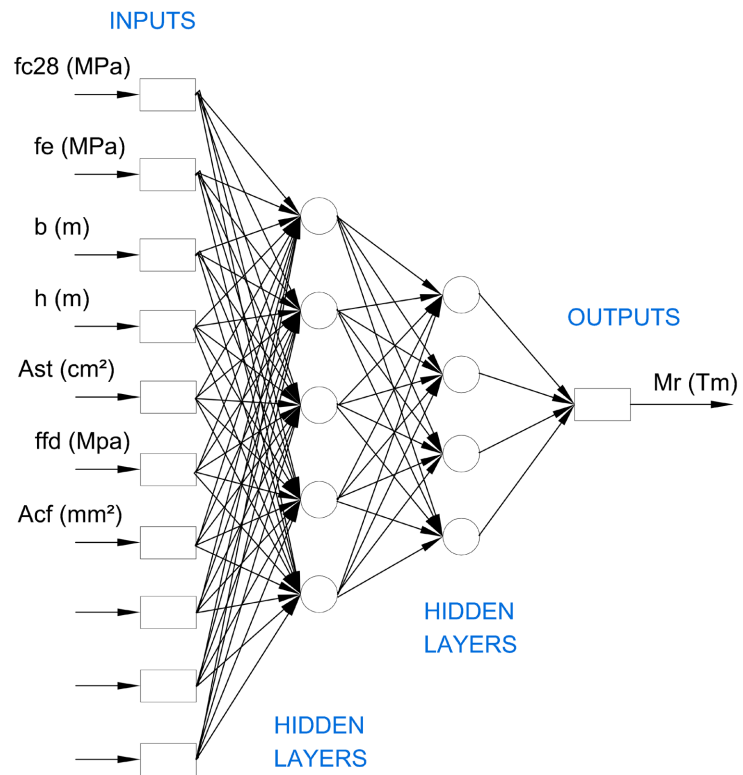 INPUTS
fc28 (MPa)
fe (MPa)
b (m)
h (m)
Ast (cm²)
ffd (Mpa)
Acf (mm²)
OUTPUTS
Mr (Tm)
HIDDEN
LAYERS
HIDDEN
LAYERS